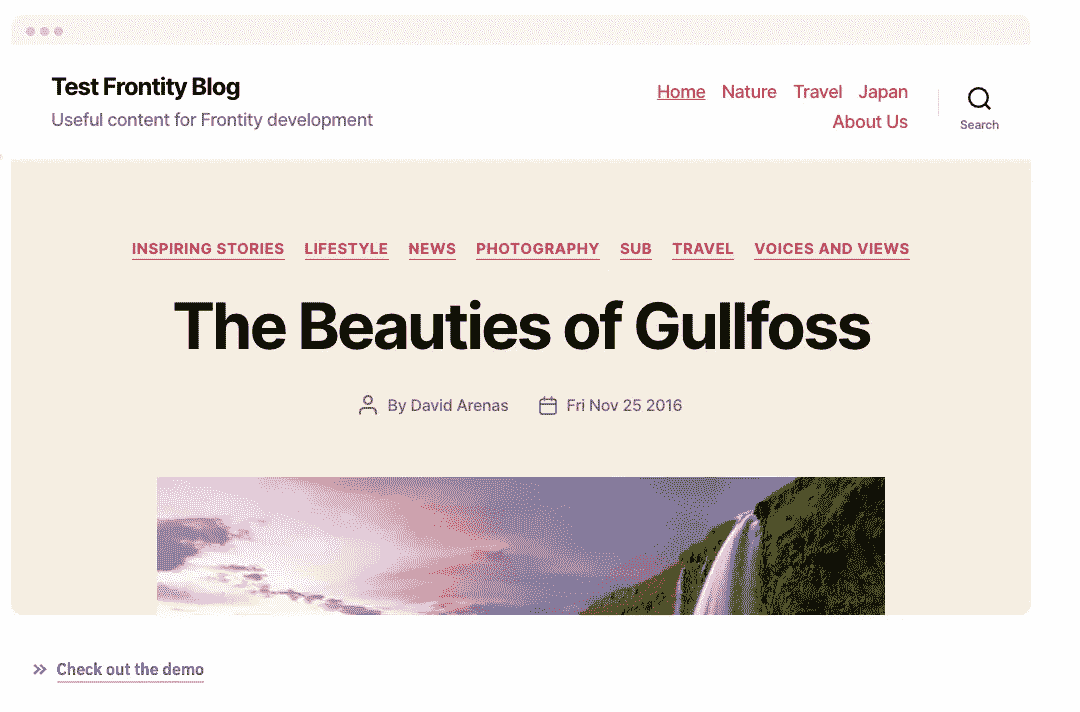 Test Frontity Blog
Useful content for Frontity development
Home Nature Travel Japan
About Us
Search
INSPIRING STORIES LIFESTYLE NEWS PHOTOGRAPHY SUB TRAVEL VOICES AND VIEWS
The Beauties of Gullfoss
By David Arenas Fri Nov 25 2016
Check out the demo